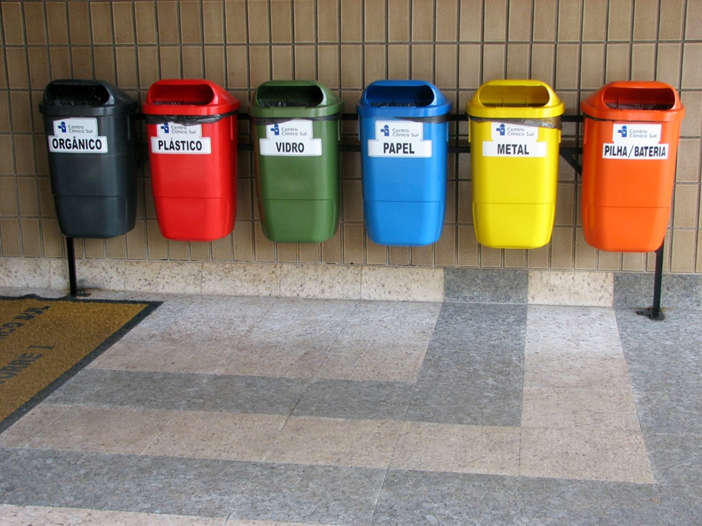 Centro
Clínico Sul
ORGÂNICO
Centro
Clínico Sul
PLÁSTICO
Centro
Clínico Sul
VIDRO
Centro
Clínico Sul
PAPEL
Centro
Clínico Sul
METAL
Centro
Clínico Sul
PILHA/BATERIA